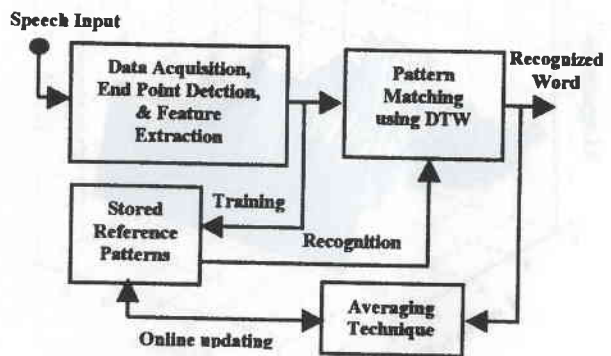 Speech Input
Data Acquisition,
End Point Detction,
& Feature
Extraction
Pattern
Matching
using DTW
Recognized
Word
Training
Stored
Reference
Patterns
Recognition
Averaging
Technique
Online updating